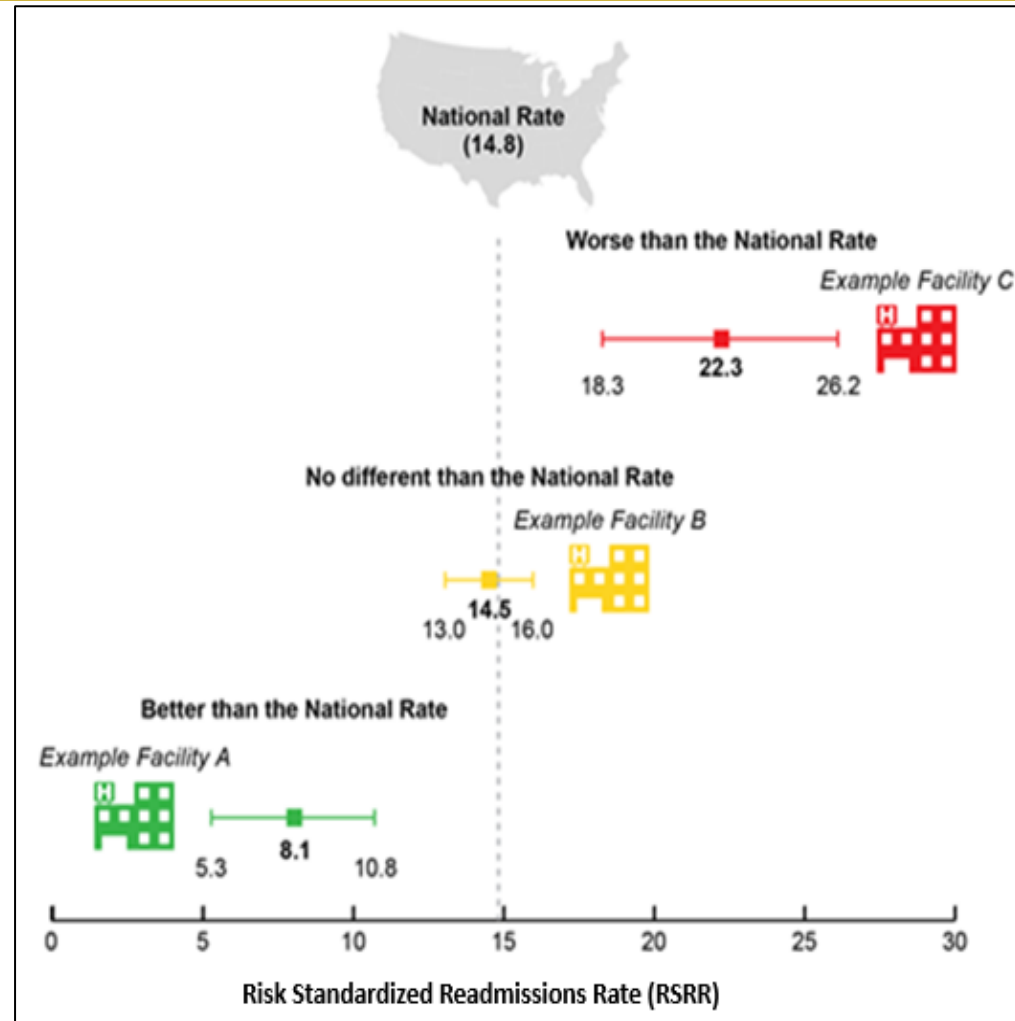 National Rate
(14.8)
Worse than the National Rate
Example Facility C
H
22.3
18.3 26.2
No different than the National Rate
Example Facility B
H
14.5
13.0 16.0
Better than the National Rate
Example Facility A
H
8.1
5.3 10.8
0 5 10 15 20 25 30
Risk Standardized Readmissions Rate (RSRR)